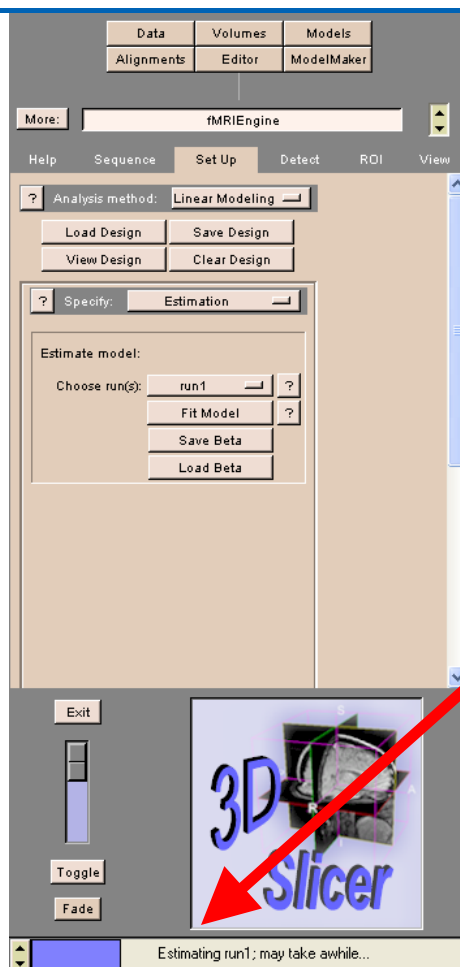 Data Volumes Models
Alignments Editor ModelMaker
More: fMRIEngine
Help Sequence Set Up Detect ROI View
? Analysis method: Linear Modeling
Load Design Save Design
View Design Clear Design
? Specify: Estimation
Estimate model:
Choose run(s): run1 ?
Fit Model ?
Save Beta
Load Beta
Exit
S
A
R
I
3D
Slicer
Toggle
Fade
Estimating run1; may take awhile...